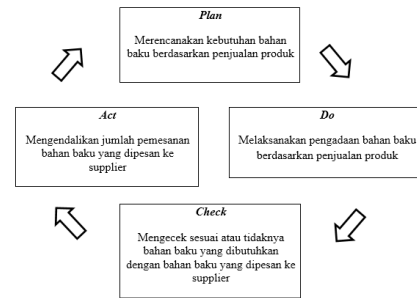 Plan
Merencanakan kebutuhan bahan
baku berdasarkan penjualan produk
Do
Melaksanakan pengadaan bahan baku
berdasarkan penjualan produk
Check
Mengecek sesuai atau tidaknya
bahan baku yang dibutuhkan
dengan bahan baku yang dipesan ke
supplier
Act
Mengendalikan jumlah pemesanan
bahan baku yang dipesan ke
supplier